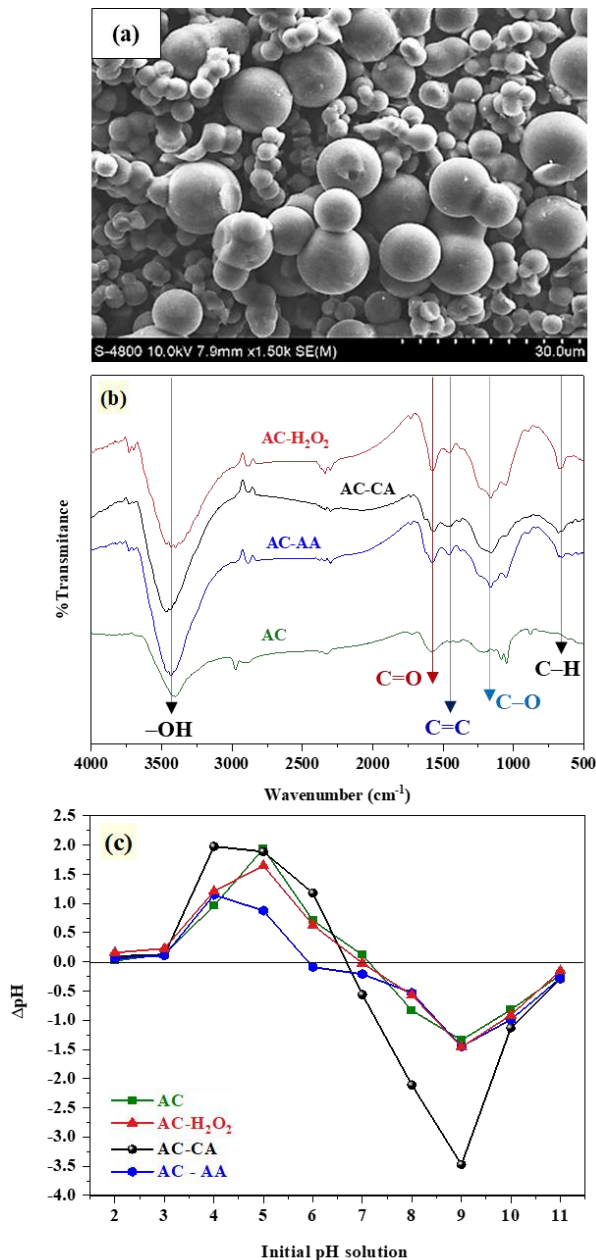 (a)
S-4800 10.0kV 7.9mm x1.50k SE(M) 30.0um
(b)
AC-H₂O₂
AC-CA
AC-AA
AC
C=O
C–H
C–O
–OH
C=C
%Transmitance
4000 3500 3000 2500 2000 1500 1000 500
Wavenumber (cm⁻¹)
(c)
2.5
2.0
1.5
1.0
0.5
0.0
-0.5
-1.0
-1.5
-2.0
-2.5
-3.0
-3.5
-4.0
ΔpH
AC
AC-H₂O₂
AC-CA
AC - AA
2 3 4 5 6 7 8 9 10 11
Initial pH solution